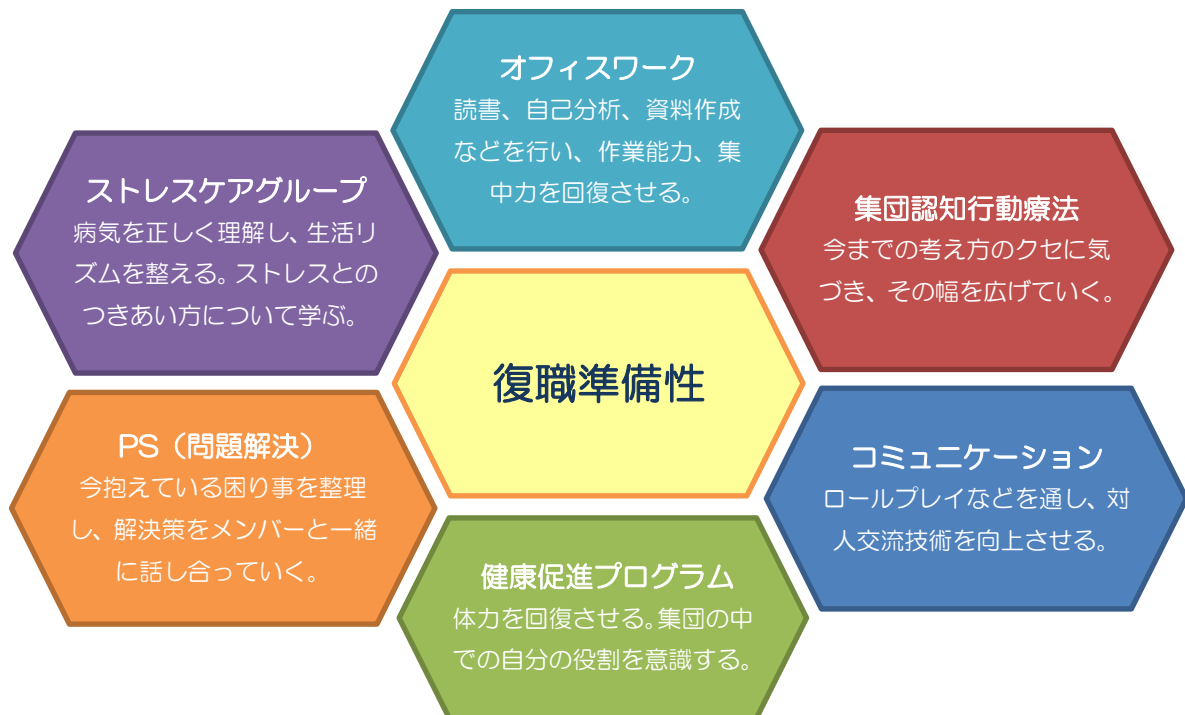 オフィスワーク
読書、自己分析、資料作成
などを行い、作業能力、集
中力を回復させる。
ストレスケアグループ
病気を正しく理解し、生活リ
ズムを整える。ストレスとの
つきあい方について学ぶ。
集団認知行動療法
今までの考え方のクセに気
づき、その幅を広げていく。
復職準備性
PS（問題解決）
今抱えている困り事を整理
し、解決策をメンバーと一緒
に話し合っていく。
コミュニケーション
ロールプレイなどを通し、対
人交流技術を向上させる。
健康促進プログラム
体力を回復させる。集団の中
での自分の役割を意識する。